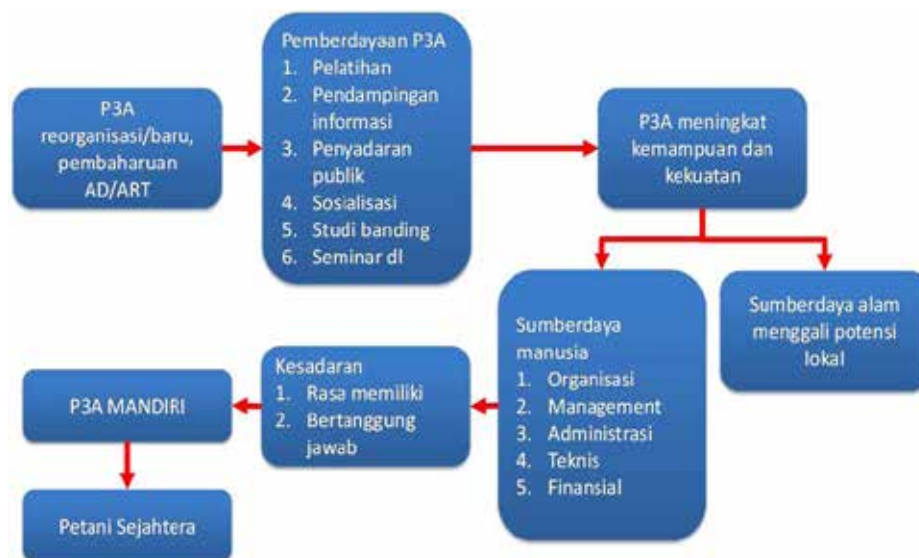 P3A
reorganisasi/baru,
pembaharuan
AD/ART
Pemberdayaan P3A
1. Pelatihan
2. Pendampingan
informasi
3. Penyadaran
publik
4. Sosialisasi
5. Studi banding
6. Seminar dl
P3A meningkat
kemampuan dan
kekuatan
Sumberdaya alam
menggali potensi
lokal
Sumberdaya
manusia
1. Organisasi
2. Management
3. Administrasi
4. Teknis
5. Finansial
Kesadaran
1. Rasa memiliki
2. Bertanggung
jawab
P3A MANDIRI
Petani Sejahtera